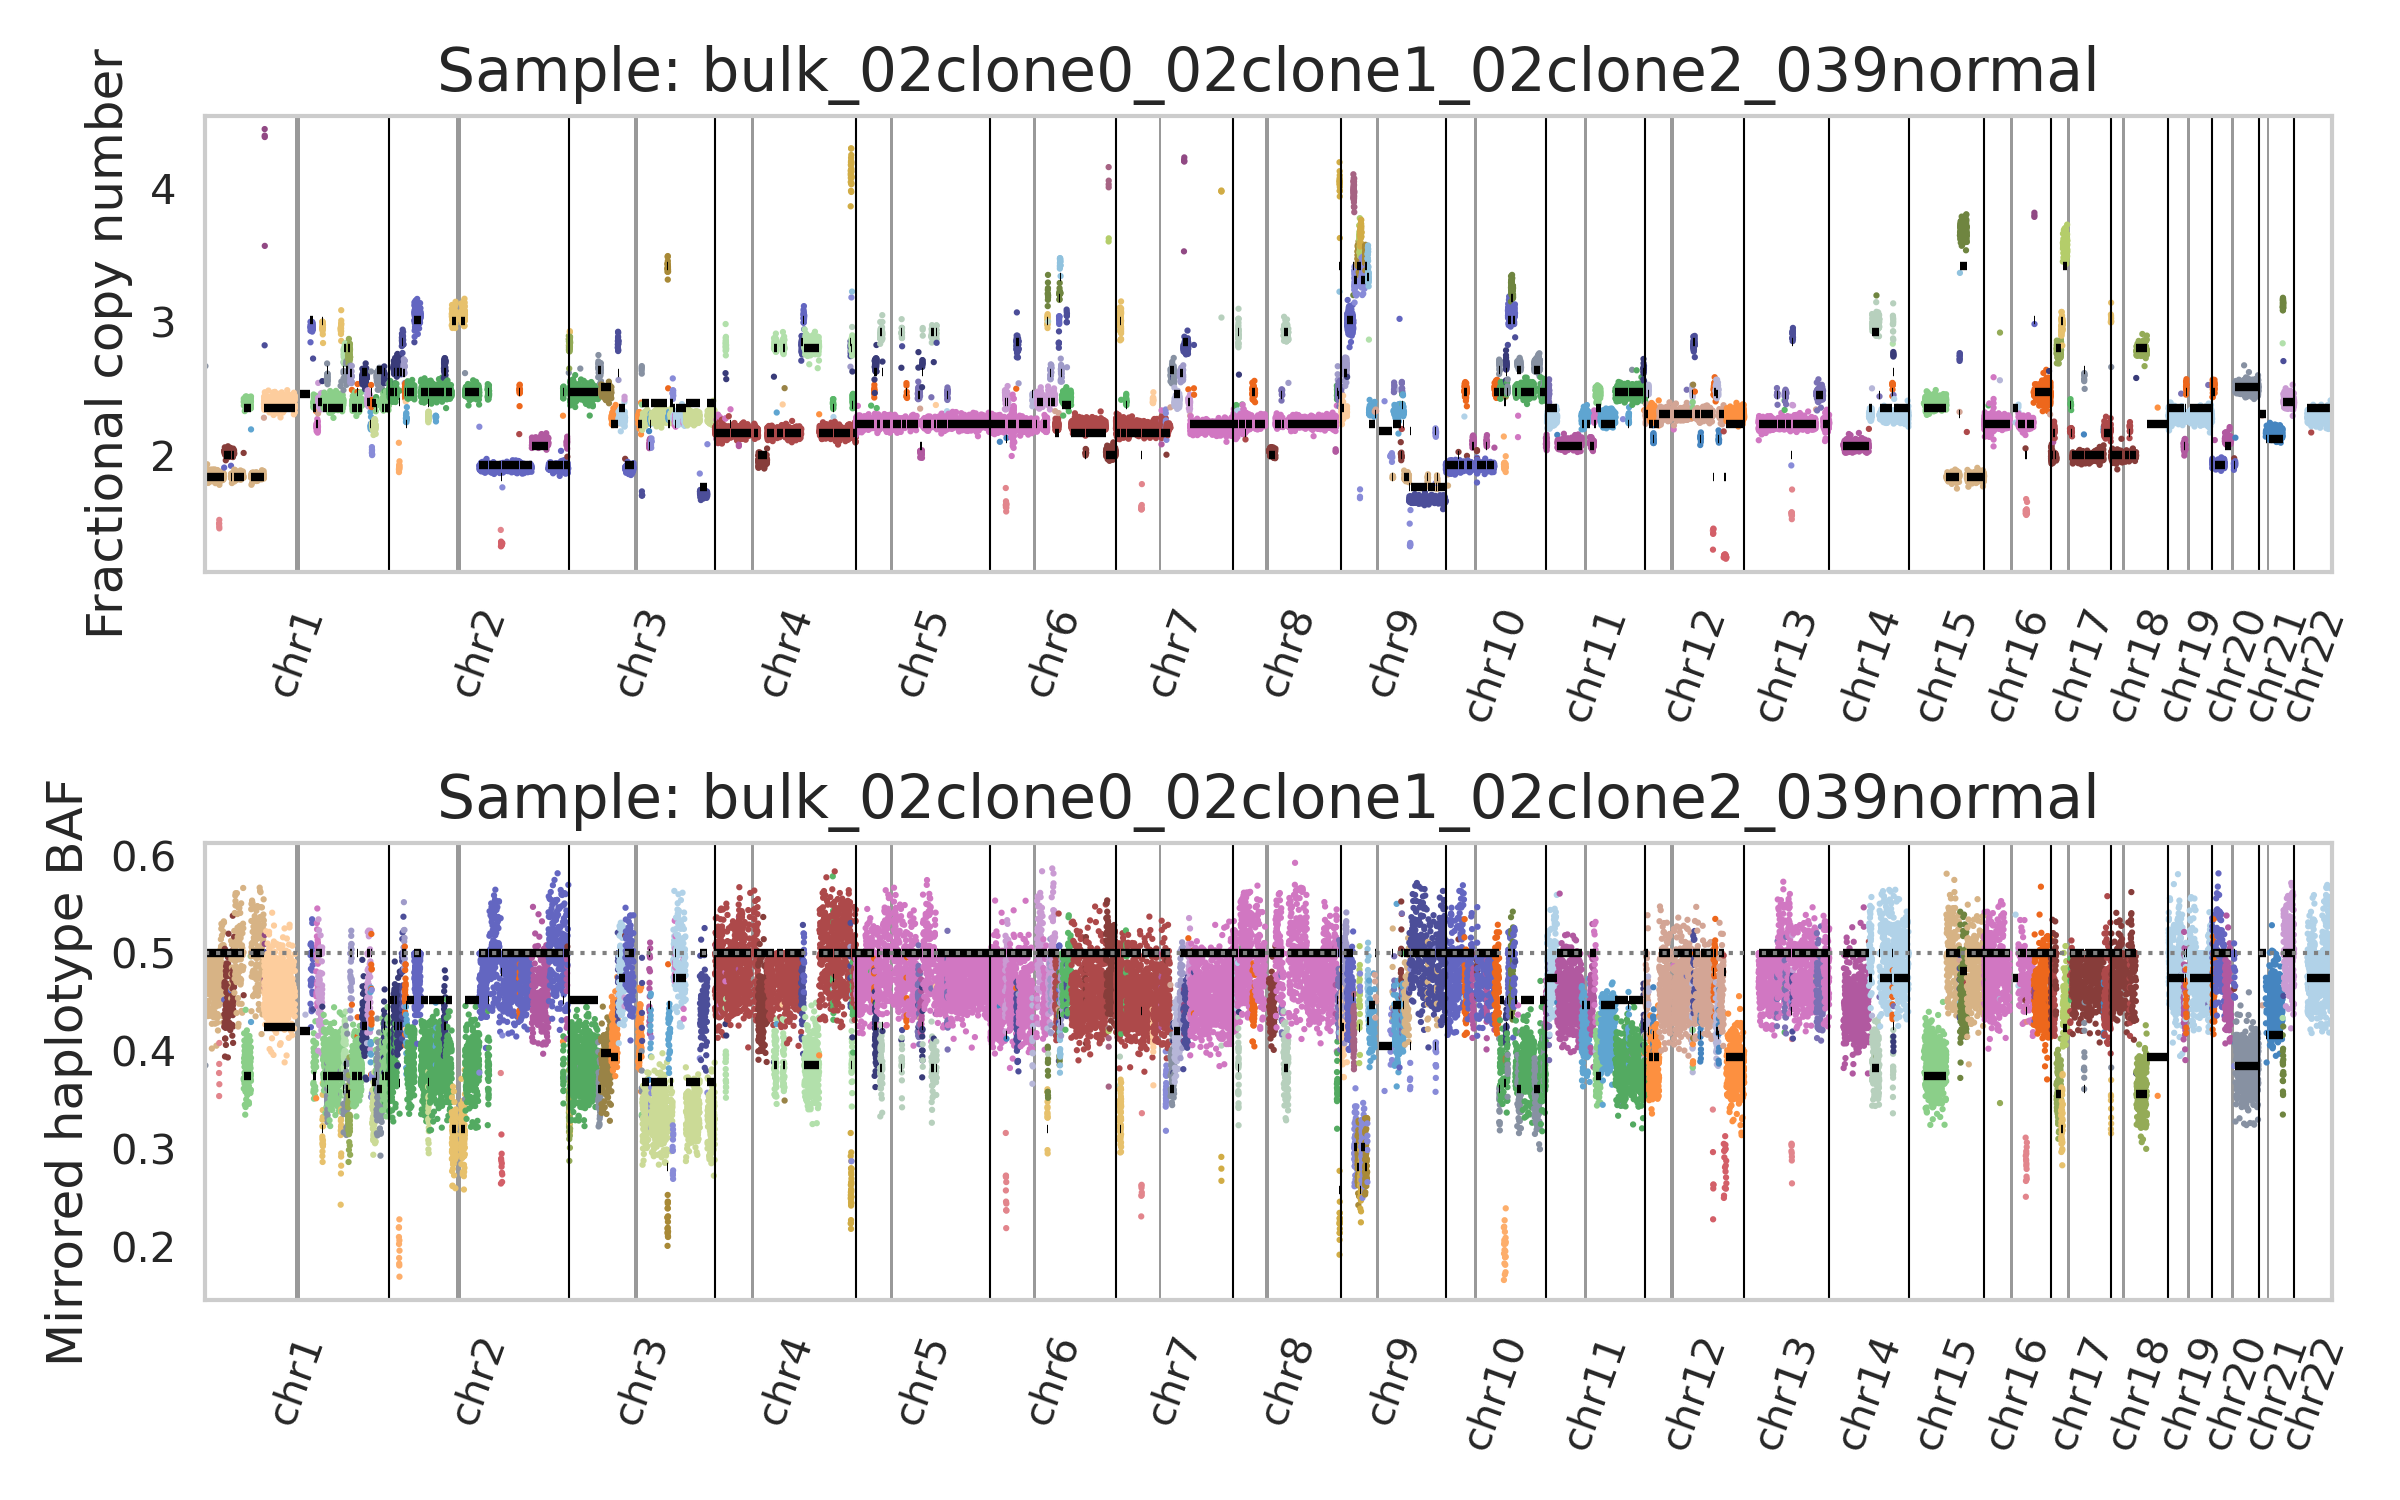 Sample: bulk_02clone0_02clone1_02clone2_039normal
Fractional copy number
4
3
2
chr1 chr2 chr3 chr4 chr5 chr6 chr7 chr8 chr9 chr10 chr11 chr12 chr13 chr14 chr15 chr16 chr17 chr18 chr19 chr20 chr21 chr22
Sample: bulk_02clone0_02clone1_02clone2_039normal
Mirrored haplotype BAF
0.6
0.5
0.4
0.3
0.2
chr1 chr2 chr3 chr4 chr5 chr6 chr7 chr8 chr9 chr10 chr11 chr12 chr13 chr14 chr15 chr16 chr17 chr18 chr19 chr20 chr21 chr22